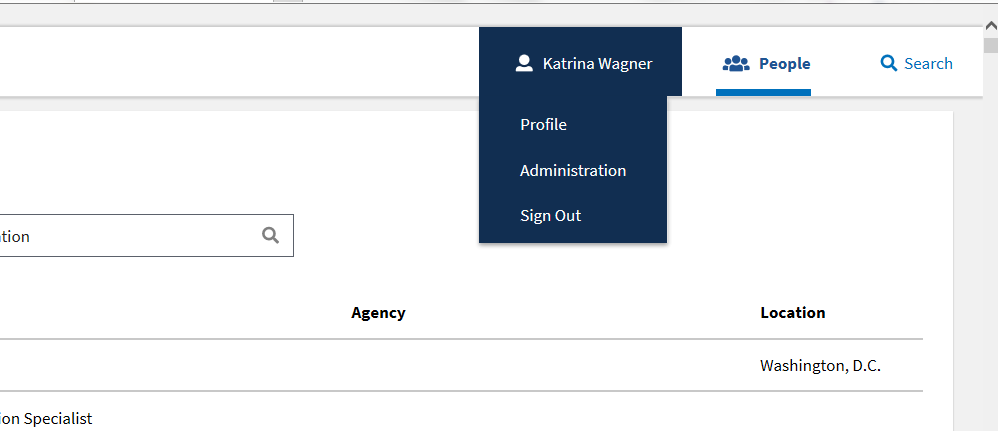 Katrina Wagner People Search
Profile
Administration
Sign Out
tion
Agency Location
Washington, D.C.
ion Specialist